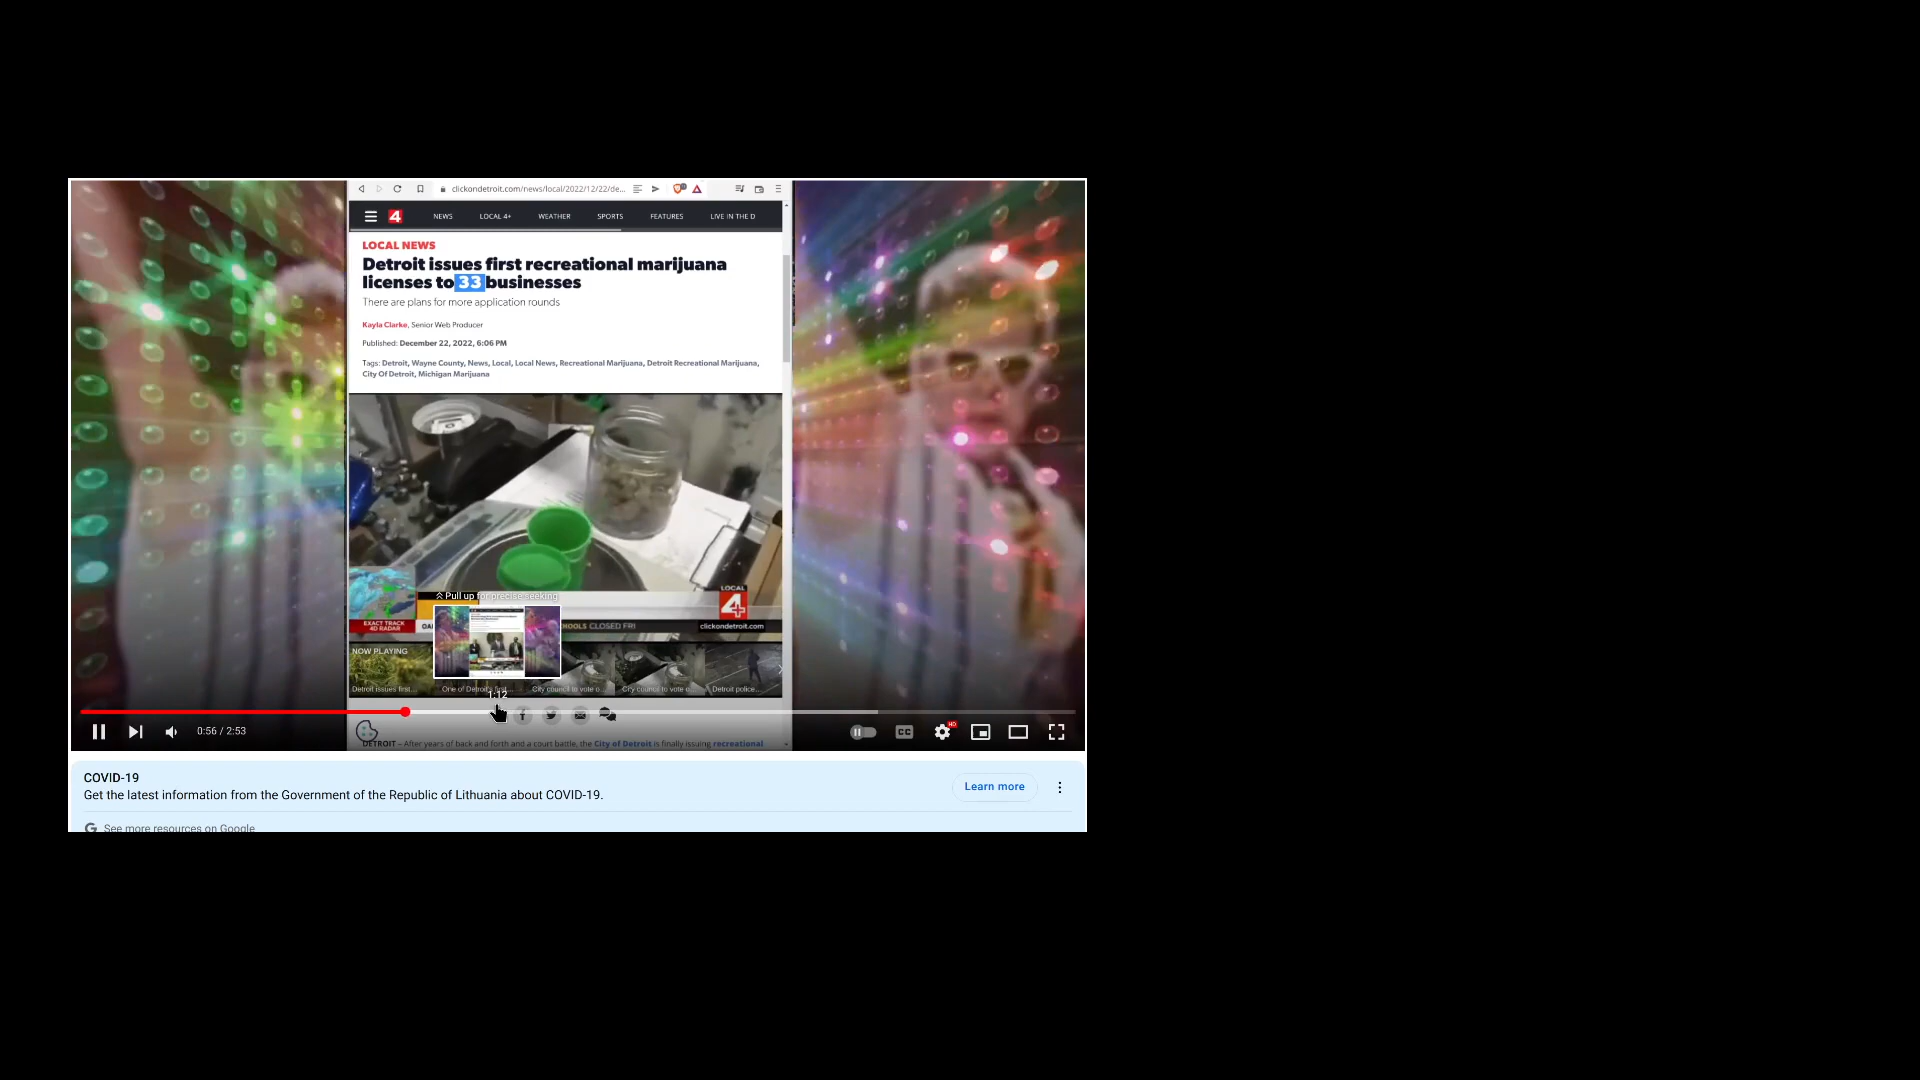 clickondetroit.com/news/local/2022/12/22/de...
4 NEWS LOCAL 4+ WEATHER SPORTS FEATURES LIVE IN THE D
LOCAL NEWS
Detroit issues first recreational marijuana
licenses to 33 businesses
There are plans for more application rounds
Kayla Clarke, Senior Web Producer
Published: December 22, 2022, 6:06 PM
Tags: Detroit, Wayne County, News, Local, Local News, Recreational Marijuana, Detroit Recreational Marijuana,
City Of Detroit, Michigan Marijuana
LOCAL
4+
Pull up for precise seeking
EXACT TRACK
4D RADAR
CLOSED FRI
clickondetroit.com
NOW PLAYING
Detroit issues first...
One of Detroit's first...
City council to vote o...
City council to vote o...
Detroit police...
1:12
0:56 / 2:53
CC
HD
DETROIT – After years of back and forth and a court battle, the City of Detroit is finally issuing recreational
COVID-19
Get the latest information from the Government of the Republic of Lithuania about COVID-19.
Learn more
See more resources on Google